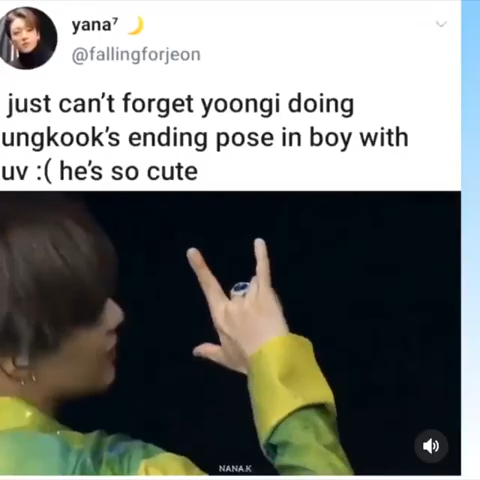 yana⁷ 🌙
@fallingforjeon
just can't forget yoongi doing
ungkook's ending pose in boy with
uv :( he's so cute
NANA.K